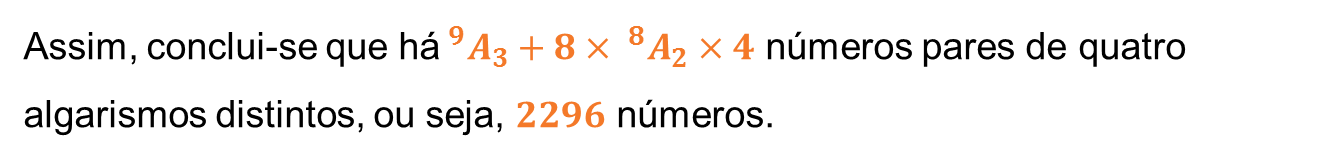 Assim, conclui-se que há ⁹A₃ + 8 × ⁸A₂ × 4 números pares de quatro
algarismos distintos, ou seja, 2296 números.